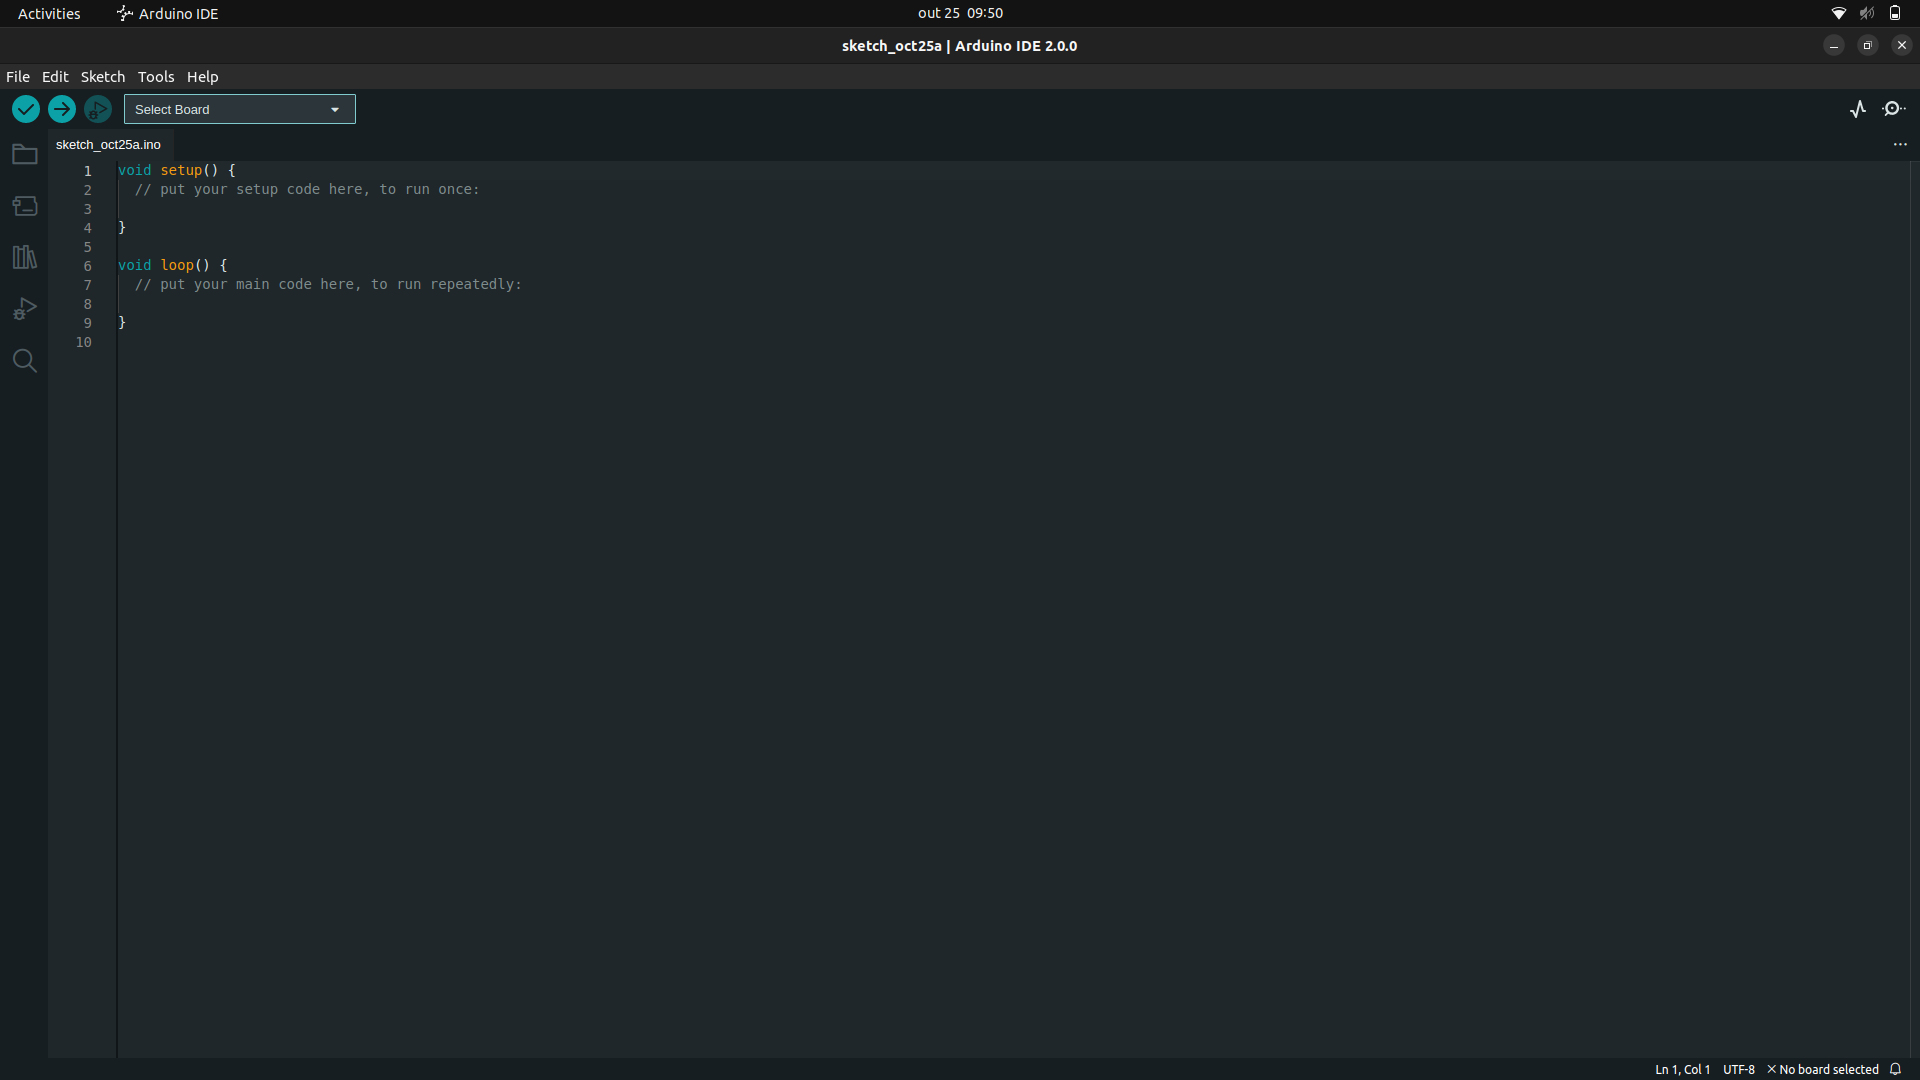 Activities Arduino IDE out 25 09:50
sketch_oct25a | Arduino IDE 2.0.0
File Edit Sketch Tools Help
Select Board
sketch_oct25a.ino
1 void setup() {
2 // put your setup code here, to run once:
3
4 }
5
6 void loop() {
7 // put your main code here, to run repeatedly:
8
9 }
10
Ln 1, Col 1 UTF-8 No board selected